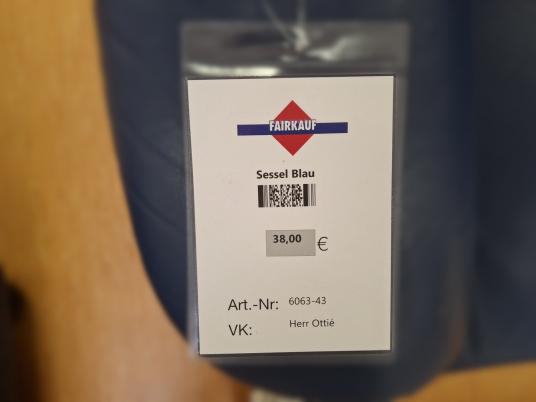 FAIRKAUF
Sessel Blau
38,00 €
Art.-Nr: 6063-43
VK: Herr Ottié